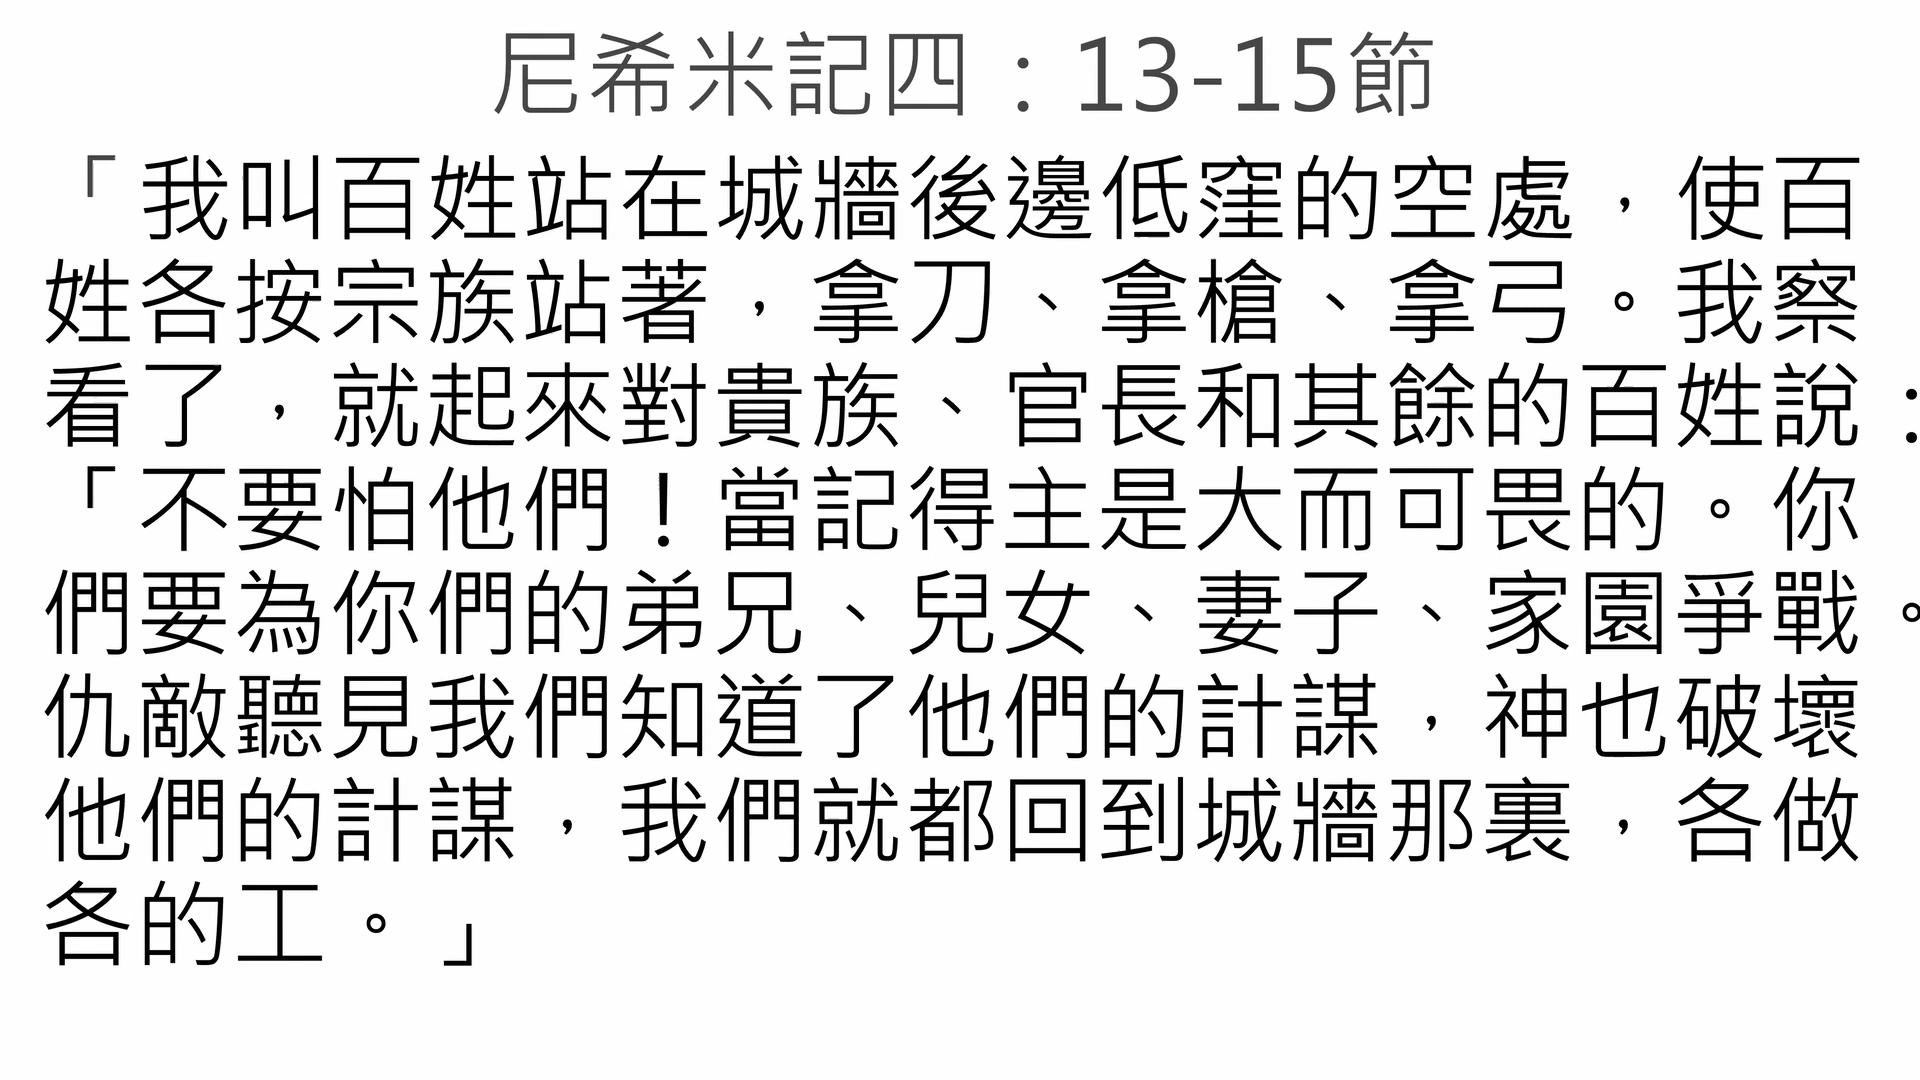 尼希米記四：13-15節
「我叫百姓站在城牆後邊低窪的空處，使百
姓各按宗族站著，拿刀、拿槍、拿弓。我察
看了，就起來對貴族、官長和其餘的百姓說：
「不要怕他們！當記得主是大而可畏的。你
們要為你們的弟兄、兒女、妻子、家園爭戰。
仇敵聽見我們知道了他們的計謀，神也破壞
他們的計謀，我們就都回到城牆那裏，各做
各的工。」